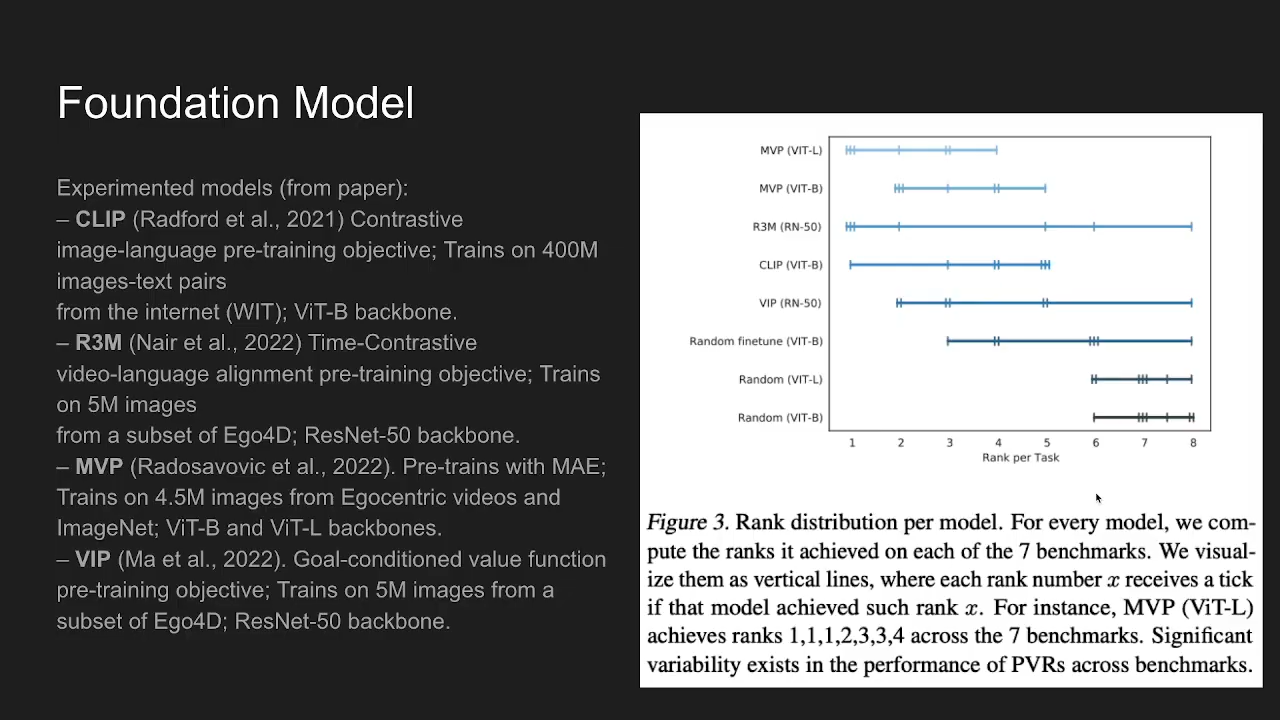 Foundation Model
Experimented models (from paper):
– CLIP (Radford et al., 2021) Contrastive
image-language pre-training objective; Trains on 400M
images-text pairs
from the internet (WIT); ViT-B backbone.
– R3M (Nair et al., 2022) Time-Contrastive
video-language alignment pre-training objective; Trains
on 5M images
from a subset of Ego4D; ResNet-50 backbone.
– MVP (Radosavovic et al., 2022). Pre-trains with MAE;
Trains on 4.5M images from Egocentric videos and
ImageNet; ViT-B and ViT-L backbones.
– VIP (Ma et al., 2022). Goal-conditioned value function
pre-training objective; Trains on 5M images from a
subset of Ego4D; ResNet-50 backbone.
MVP (VIT-L)
MVP (VIT-B)
R3M (RN-50)
CLIP (VIT-B)
VIP (RN-50)
Random finetune (VIT-B)
Random (VIT-L)
Random (VIT-B)
1 2 3 4 5 6 7 8
Rank per Task
Figure 3. Rank distribution per model. For every model, we com-
pute the ranks it achieved on each of the 7 benchmarks. We visual-
ize them as vertical lines, where each rank number x receives a tick
if that model achieved such rank x. For instance, MVP (ViT-L)
achieves ranks 1,1,1,2,3,3,4 across the 7 benchmarks. Significant
variability exists in the performance of PVRs across benchmarks.